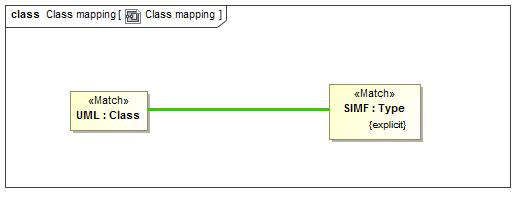 class Class mapping [ Class mapping ]
«Match»
UML : Class
«Match»
SIMF : Type
{explicit}